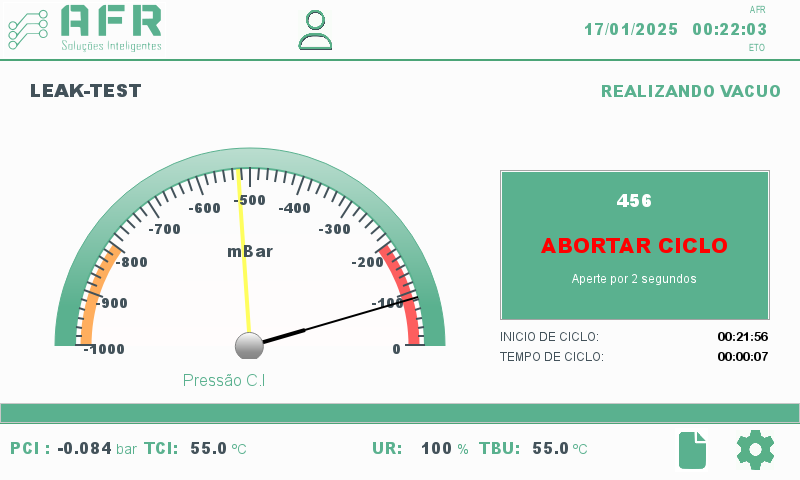 AFR
Soluções Inteligentes
AFR
17/01/2025 00:22:03
ETO
LEAK-TEST
REALIZANDO VACUO
-1000
-900
-800
-700
-600
-500
-400
-300
-200
-100
0
mBar
Pressão C.I
456
ABORTAR CICLO
Aperte por 2 segundos
INICIO DE CICLO: 00:21:56
TEMPO DE CICLO: 00:00:07
PCI : -0.084 bar TCI: 55.0 ºC UR: 100 % TBU: 55.0 ºC